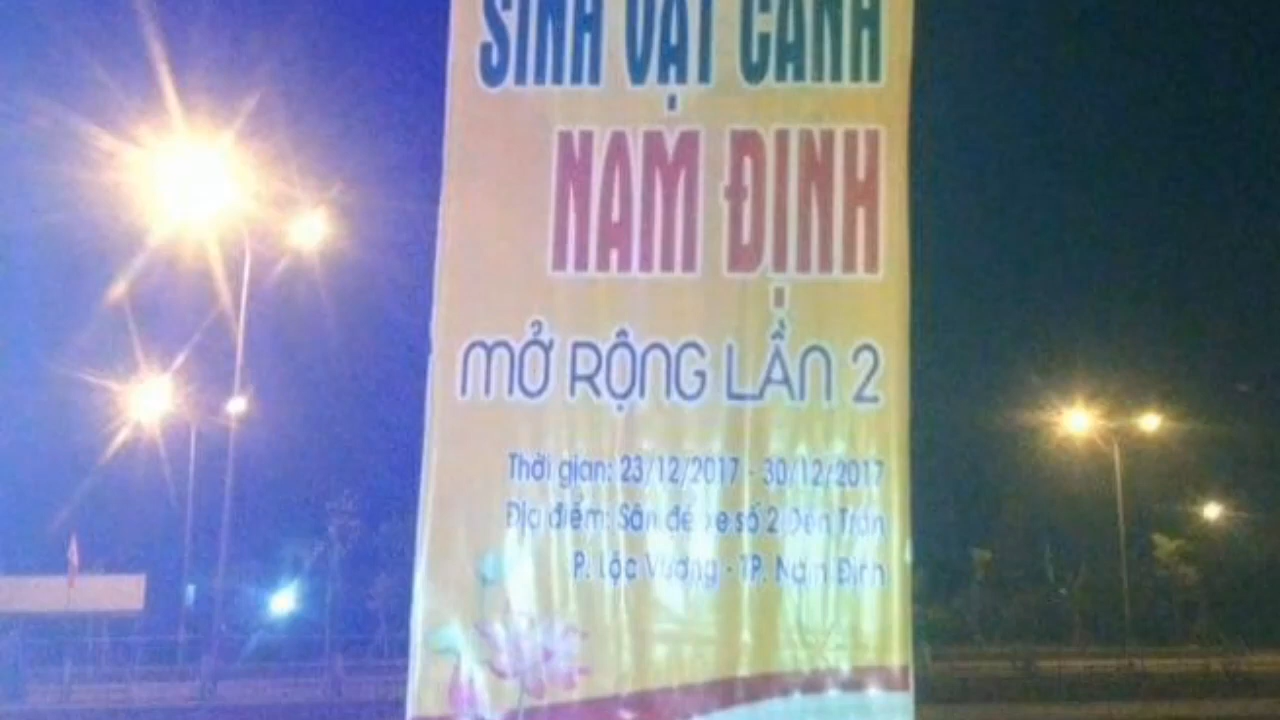 SINH VẬT CẢNH
NAM ĐỊNH
MỞ RỘNG LẦN 2
Thời gian: 23/12/2017 - 30/12/2017
Địa điểm: Sân để xe số 2 Đền Trần
P. Lộc Vượng - TP. Nam Định